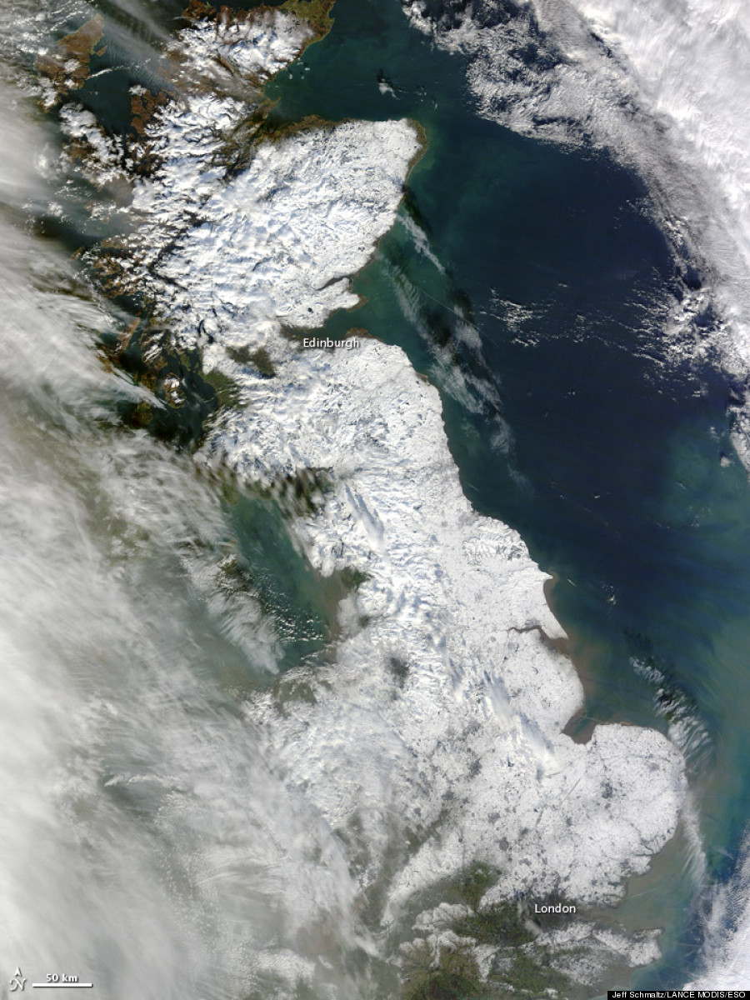 Edinburgh
London
50 km
N
Jeff Schmaltz/LANCE MODIS/ESO